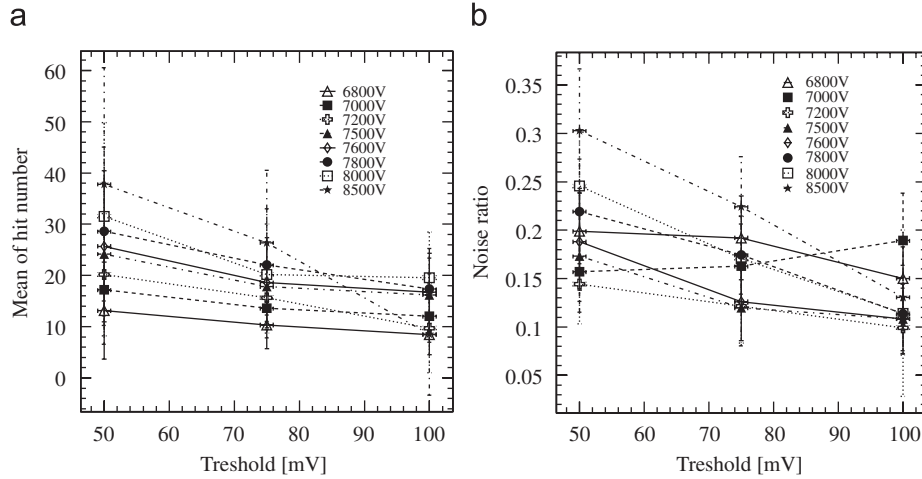 a
b
Mean of hit number
60
50
40
30
20
10
0
6800V
7000V
7200V
7500V
7600V
7800V
8000V
8500V
50
60
70
80
90
100
Treshold [mV]
Noise ratio
0.35
0.3
0.25
0.2
0.15
0.1
0.05
6800V
7000V
7200V
7500V
7600V
7800V
8000V
8500V
50
60
70
80
90
100
Treshold [mV]